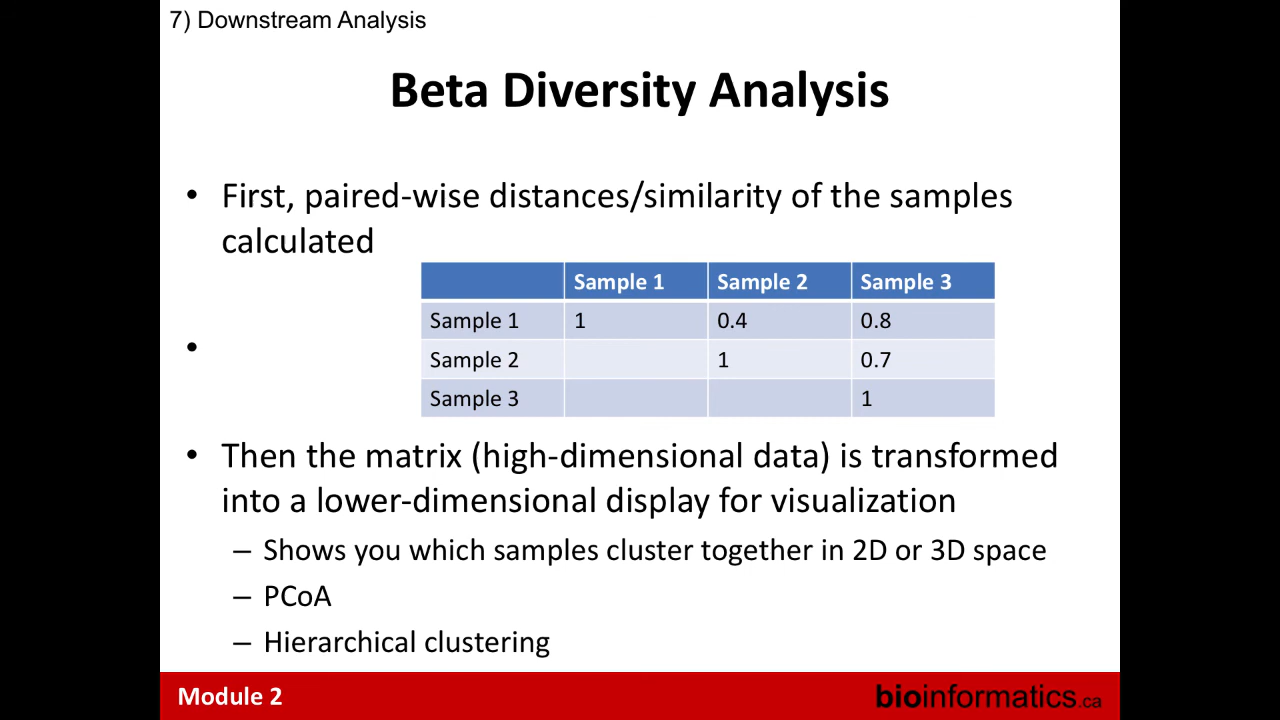 7) Downstream Analysis
Beta Diversity Analysis
• First, paired-wise distances/similarity of the samples
calculated
Sample 1 Sample 2 Sample 3
Sample 1 1 0.4 0.8
Sample 2 1 0.7
Sample 3 1
•
• Then the matrix (high-dimensional data) is transformed
into a lower-dimensional display for visualization
– Shows you which samples cluster together in 2D or 3D space
– PCoA
– Hierarchical clustering
Module 2
bioinformatics.ca